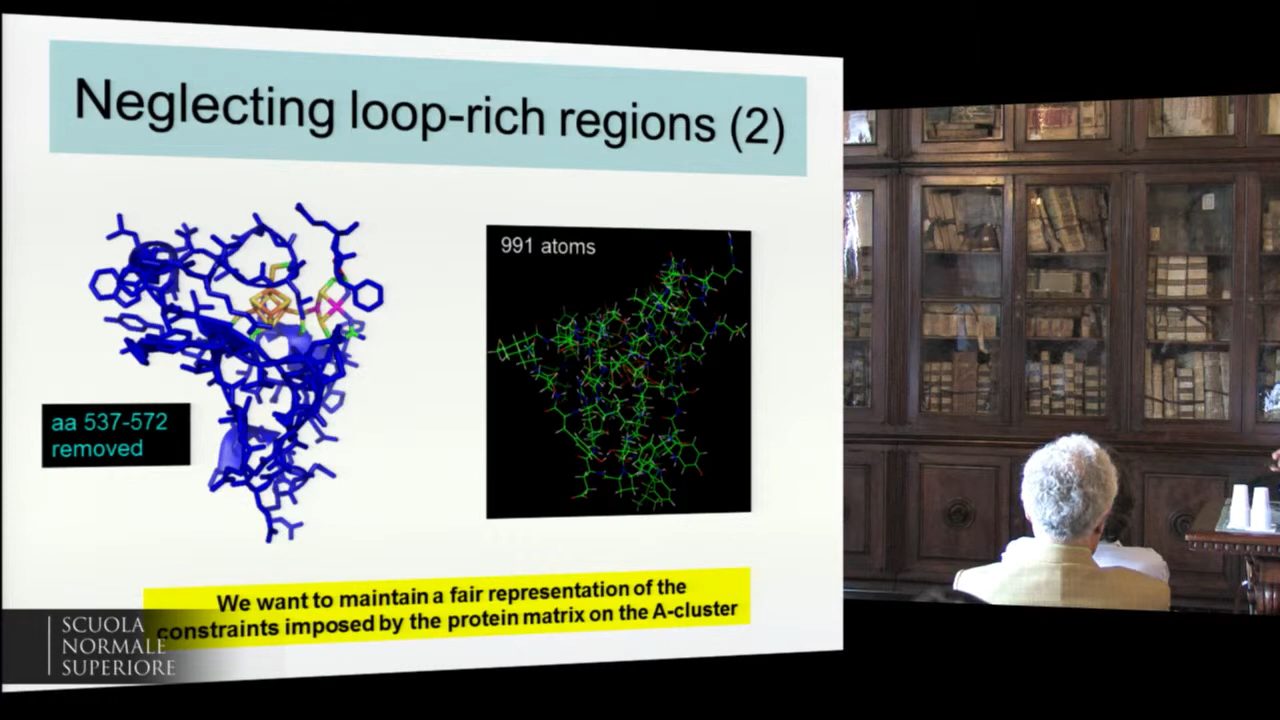 Neglecting loop-rich regions (2)
991 atoms
aa 537-572
removed
We want to maintain a fair representation of the
constraints imposed by the protein matrix on the A-cluster
SCUOLA
NORMALE
SUPERIORE